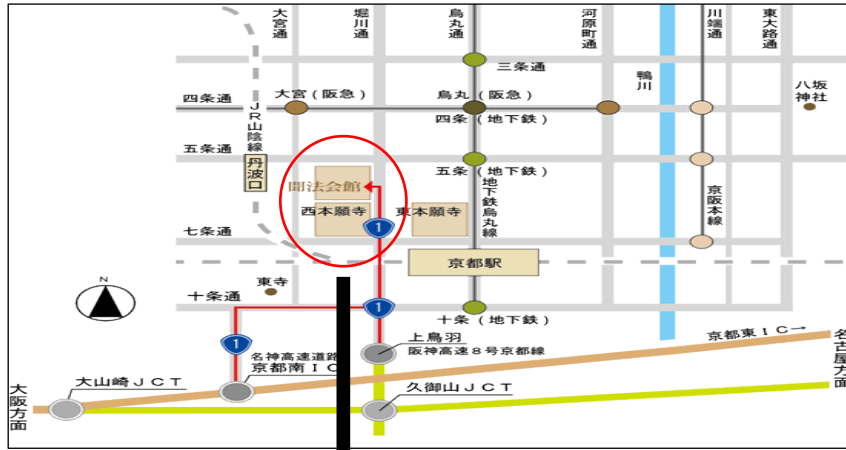 大宮通
堀川通
烏丸通
河原町通
川端通
東大路通
三条通
鴨川
八坂
神社
四条通
大宮(阪急)
烏丸(阪急)
四条(地下鉄)
JR山陰線
丹波口
五条通
五条(地下鉄)
聞法会館
西本願寺
東本願寺
地下鉄烏丸線
京阪本線
1
七条通
京都駅
N
東寺
十条通
1
十条(地下鉄)
1
上鳥羽
阪神高速8号京都線
京都東IC→
名古屋方面
名神高速道路
京都南IC
大山崎JCT
久御山JCT
大阪方面